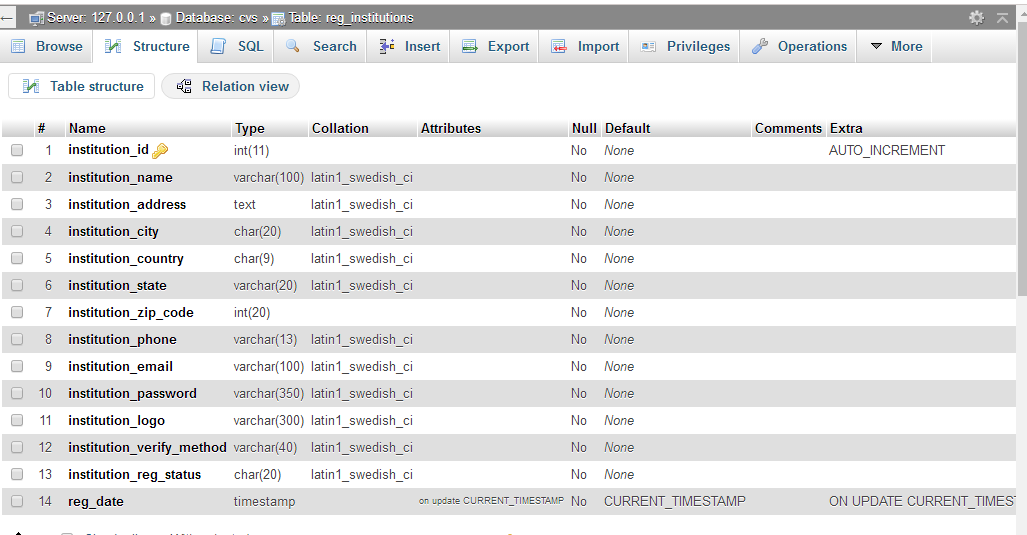 Server: 127.0.0.1 » Database: cvs » Table: reg_institutions
Browse Structure SQL Search Insert Export Import Privileges Operations More
Table structure Relation view
# Name Type Collation Attributes Null Default Comments Extra
1 institution_id int(11) No None AUTO_INCREMENT
2 institution_name varchar(100) latin1_swedish_ci No None
3 institution_address text latin1_swedish_ci No None
4 institution_city char(20) latin1_swedish_ci No None
5 institution_country char(9) latin1_swedish_ci No None
6 institution_state varchar(20) latin1_swedish_ci No None
7 institution_zip_code int(20) No None
8 institution_phone varchar(13) latin1_swedish_ci No None
9 institution_email varchar(100) latin1_swedish_ci No None
10 institution_password varchar(350) latin1_swedish_ci No None
11 institution_logo varchar(300) latin1_swedish_ci No None
12 institution_verify_method varchar(40) latin1_swedish_ci No None
13 institution_reg_status char(20) latin1_swedish_ci No None
14 reg_date timestamp on update CURRENT_TIMESTAMP No CURRENT_TIMESTAMP ON UPDATE CURRENT_TIMEST